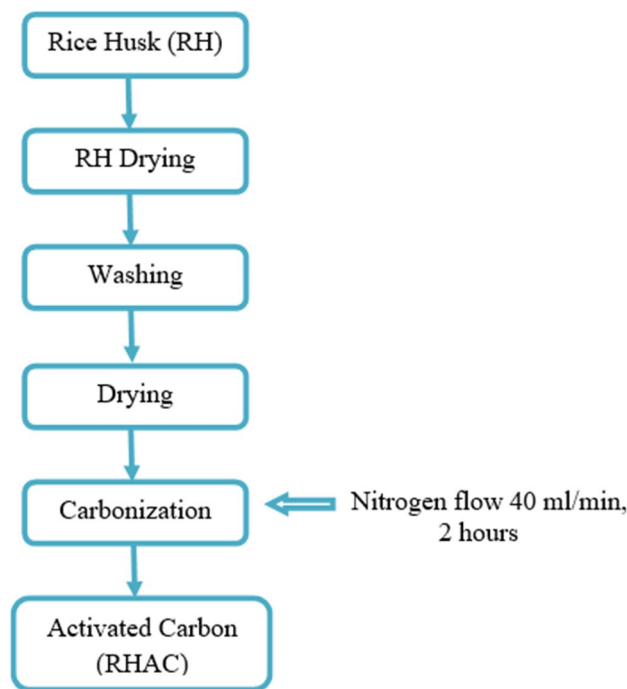 Rice Husk (RH)
RH Drying
Washing
Drying
Carbonization
Nitrogen flow 40 ml/min,
2 hours
Activated Carbon
(RHAC)